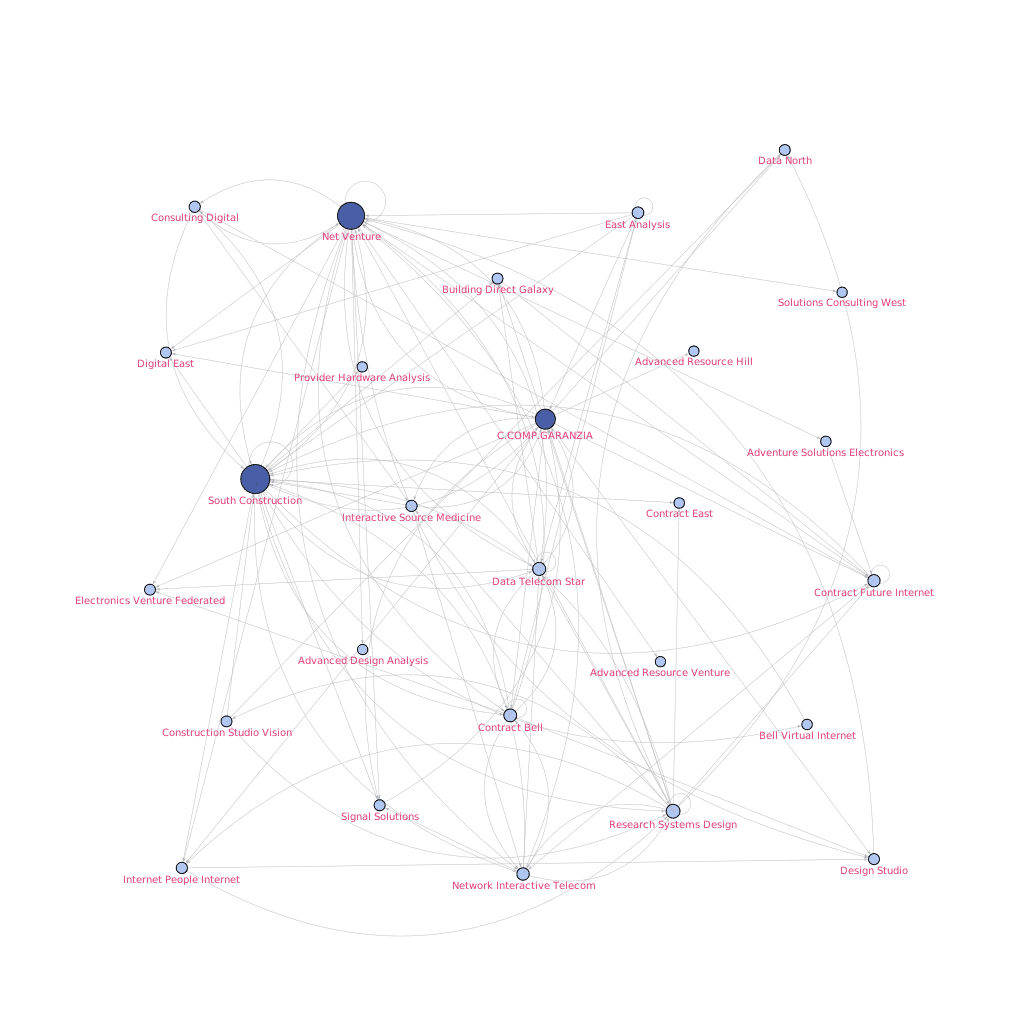 Data North
Consulting Digital
East Analysis
Net Venture
Building Direct Galaxy
Solutions Consulting West
Digital East
Advanced Resource Hill
Provider Hardware Analysis
C.COMP.GARANZIA
Adventure Solutions Electronics
South Construction
Contract East
Interactive Source Medicine
Data Telecom Star
Contract Future Internet
Electronics Venture Federated
Advanced Design Analysis
Advanced Resource Venture
Contract Bell
Construction Studio Vision
Bell Virtual Internet
Signal Solutions
Research Systems Design
Design Studio
Internet People Internet
Network Interactive Telecom